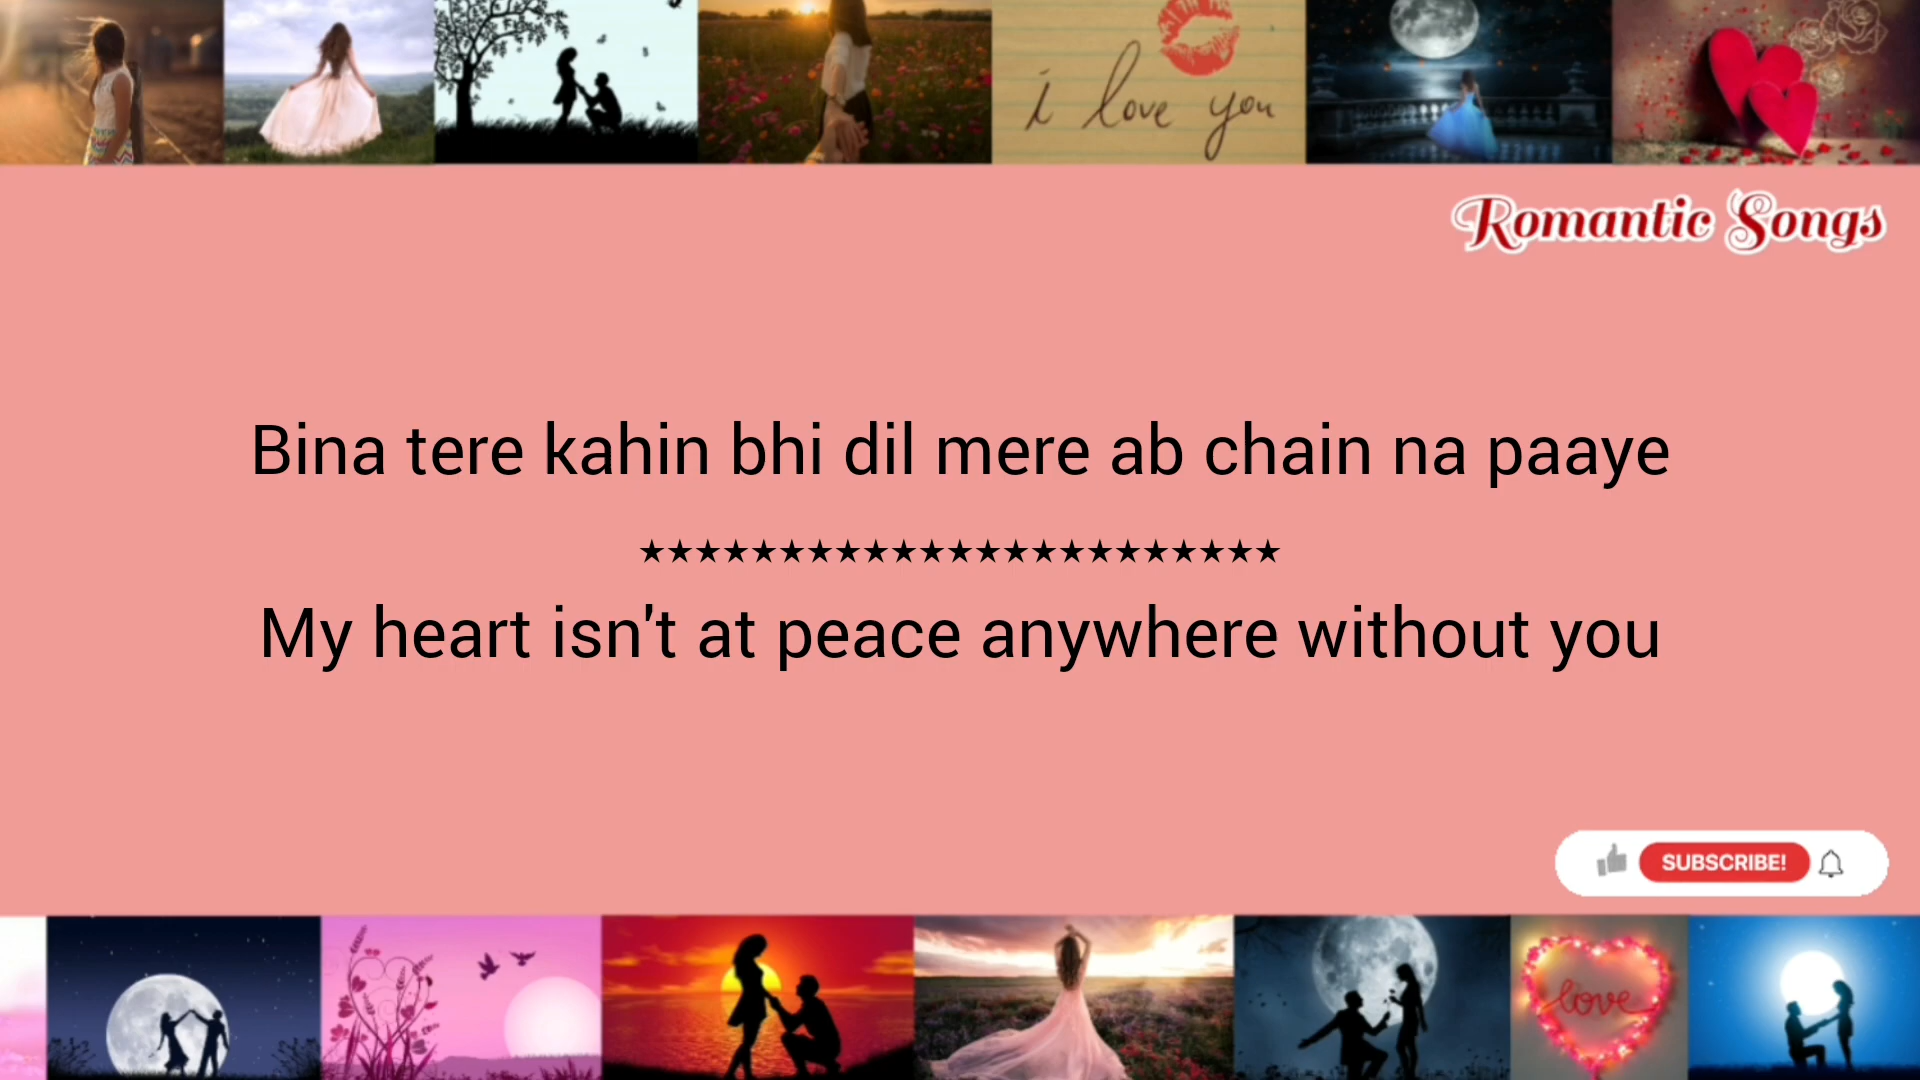 i love you
Romantic Songs
Bina tere kahin bhi dil mere ab chain na paaye
★★★★★★★★★★★★★★★★★★★★★★★
My heart isn't at peace anywhere without you
SUBSCRIBE!
love